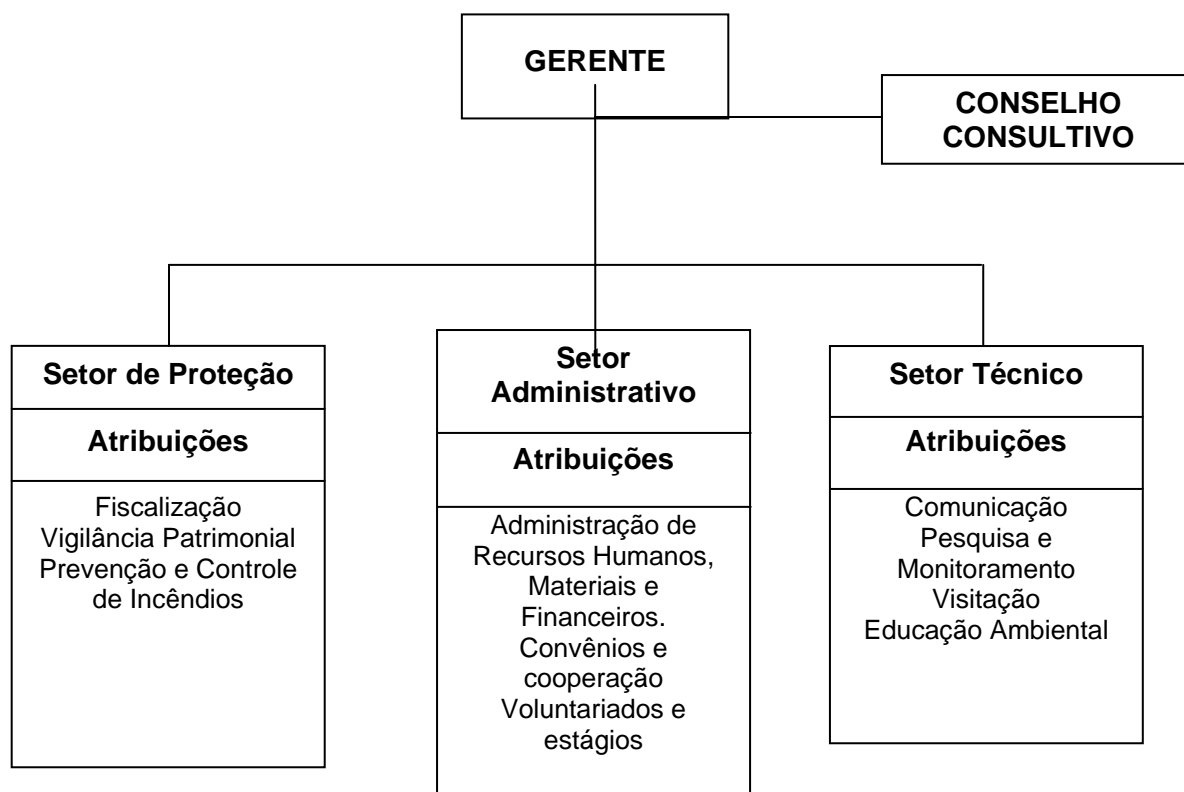 GERENTE
CONSELHO
CONSULTIVO
Setor de Proteção
Atribuições
Fiscalização
Vigilância Patrimonial
Prevenção e Controle
de Incêndios
Setor
Administrativo
Atribuições
Administração de
Recursos Humanos,
Materiais e
Financeiros.
Convênios e
cooperação
Voluntariados e
estágios
Setor Técnico
Atribuições
Comunicação
Pesquisa e
Monitoramento
Visitação
Educação Ambiental